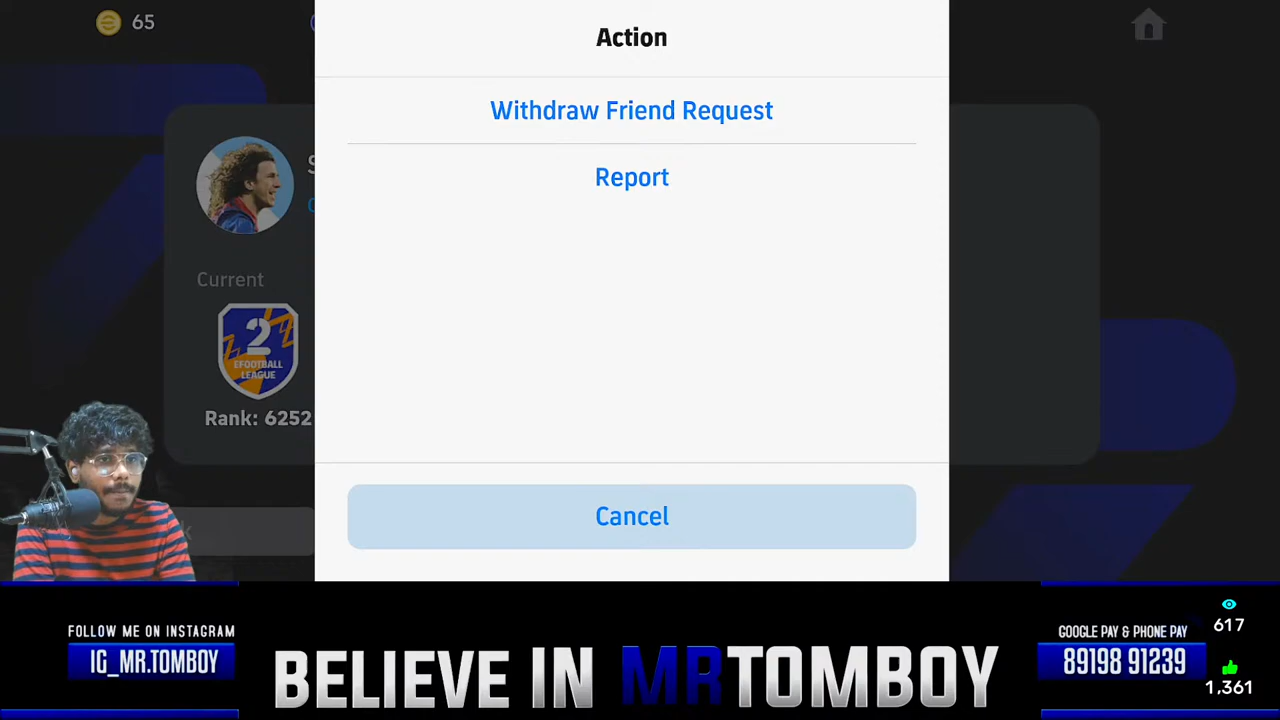 65
Action
Withdraw Friend Request
Report
Current
2
EFOOTBALL
LEAGUE
Rank: 6252
Cancel
FOLLOW ME ON INSTAGRAM
IG_MR.TOMBOY
BELIEVE IN MRTOMBOY
GOOGLE PAY & PHONE PAY
89198 91239
617
1,361